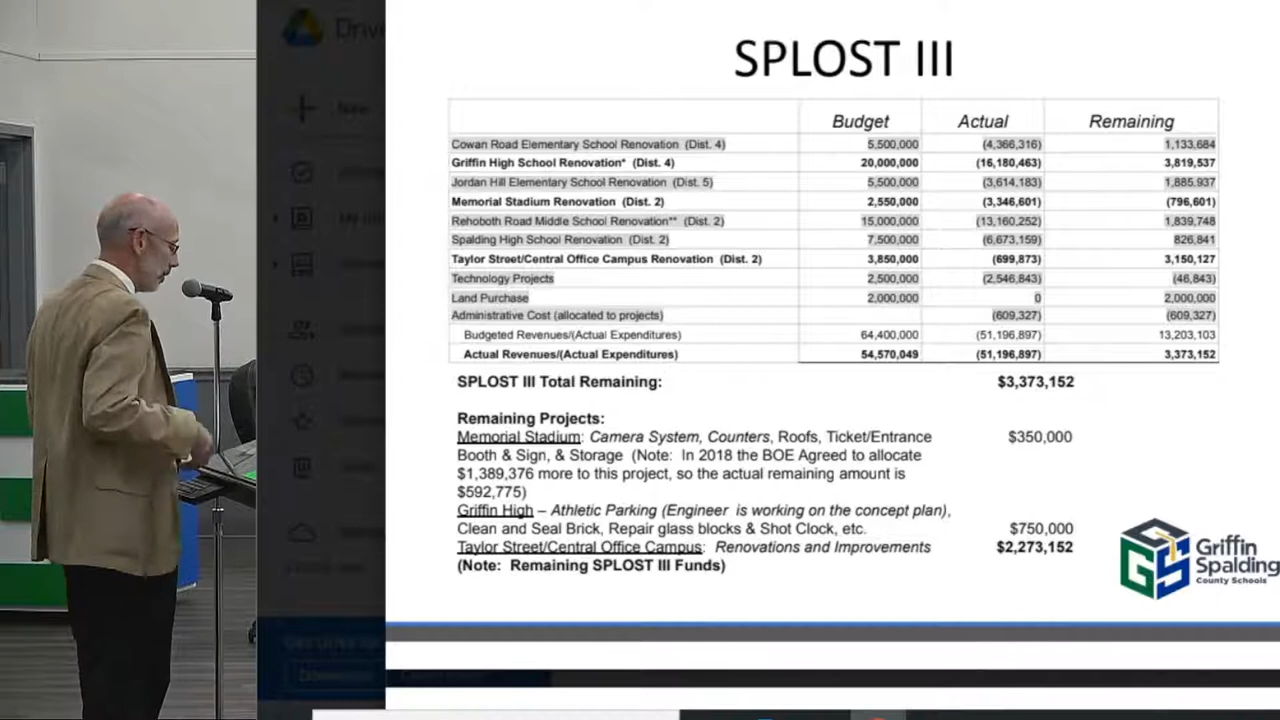 Drive
New
SPLOST III
Budget Actual Remaining
Cowan Road Elementary School Renovation (Dist. 4) 5,500,000 (4,366,316) 1,133,684
Griffin High School Renovation* (Dist. 4) 20,000,000 (16,180,463) 3,819,537
Jordan Hill Elementary School Renovation (Dist. 5) 5,500,000 (3,614,183) 1,885.937
Memorial Stadium Renovation (Dist. 2) 2,550,000 (3,346,601) (796,601)
Rehoboth Road Middle School Renovation** (Dist. 2) 15,000,000 (13,160,252) 1,839,748
Spalding High School Renovation (Dist. 2) 7,500,000 (6,673,159) 826,841
Taylor Street/Central Office Campus Renovation (Dist. 2) 3,850,000 (699,873) 3,150,127
Technology Projects 2,500,000 (2,546,843) (46,843)
Land Purchase 2,000,000 0 2,000,000
Administrative Cost (allocated to projects) (609,327) (609,327)
Budgeted Revenues/(Actual Expenditures) 64,400,000 (51,196,897) 13,203,103
Actual Revenues/(Actual Expenditures) 54,570,049 (51,196,897) 3,373,152
SPLOST III Total Remaining: $3,373,152
Remaining Projects:
Memorial Stadium: Camera System, Counters, Roofs, Ticket/Entrance $350,000
Booth & Sign, & Storage (Note: In 2018 the BOE Agreed to allocate
$1,389,376 more to this project, so the actual remaining amount is
$592,775)
Griffin High – Athletic Parking (Engineer is working on the concept plan),
Clean and Seal Brick, Repair glass blocks & Shot Clock, etc. $750,000
Taylor Street/Central Office Campus: Renovations and Improvements $2,273,152
(Note: Remaining SPLOST III Funds)
Griffin
Spalding
County Schools